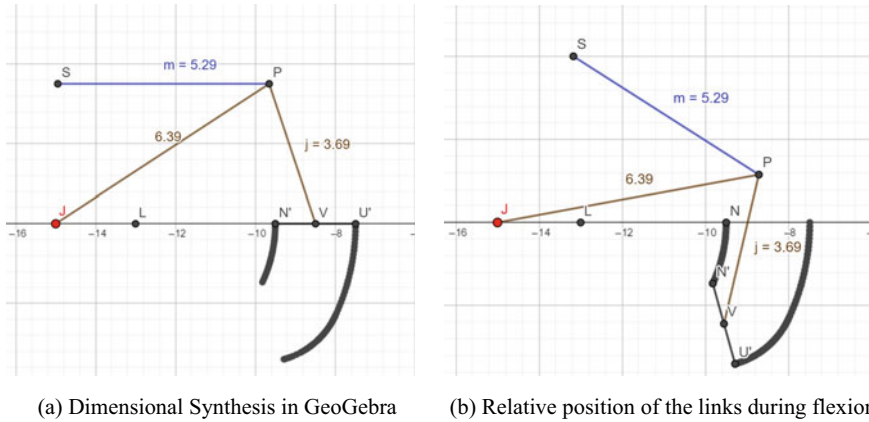 S
m = 5.29
P
6.39
j = 3.69
J
L
N'
V
U'
−16
−14
−12
−10
−8
S
m = 5.29
P
6.39
J
L
N
−16
−14
−12
−10
−8
j = 3.69
N'
V
U'
(a) Dimensional Synthesis in GeoGebra
(b) Relative position of the links during flexion